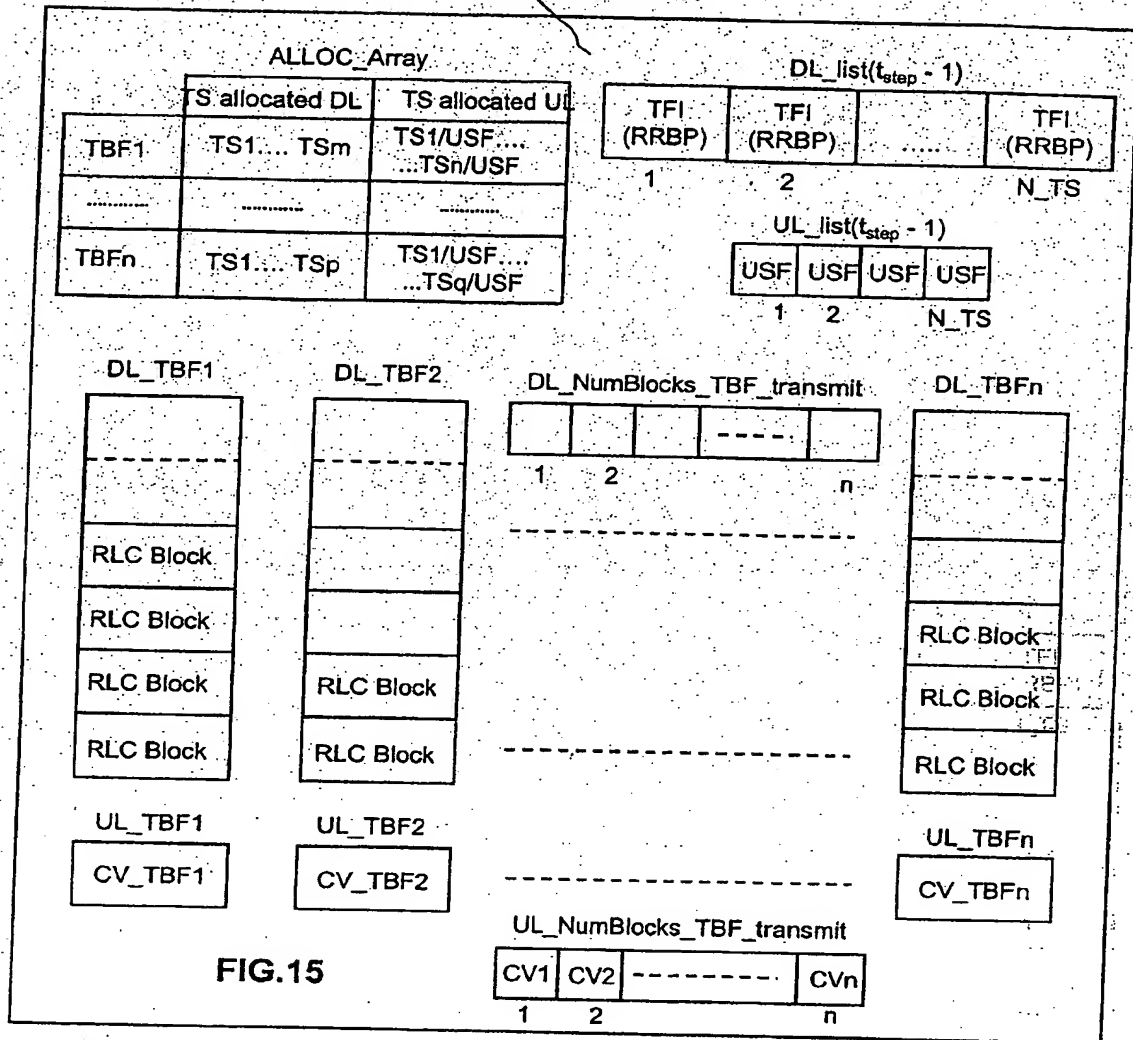 ALLOC_Array
TS allocated DL TS allocated UL
TBF1 TS1.... TSm TS1/USF....
...TSn/USF
............ ............ ............
TBFn TS1.... TSp TS1/USF....
...TSq/USF
DL_list(tstep - 1)
TFI TFI TFI
(RRBP) (RRBP) ..... (RRBP)
1 2 N_TS
UL_list(tstep - 1)
USF USF USF USF
1 2 N_TS
DL_TBF1
RLC Block
RLC Block
RLC Block
RLC Block
DL_TBF2
RLC Block
RLC Block
DL_NumBlocks_TBF_transmit
1 2 n
DL_TBFn
RLC Block
RLC Block
RLC Block
UL_TBF1
CV_TBF1
UL_TBF2
CV_TBF2
UL_TBFn
CV_TBFn
UL_NumBlocks_TBF_transmit
CV1 CV2 CVn
1 2 n
FIG.15